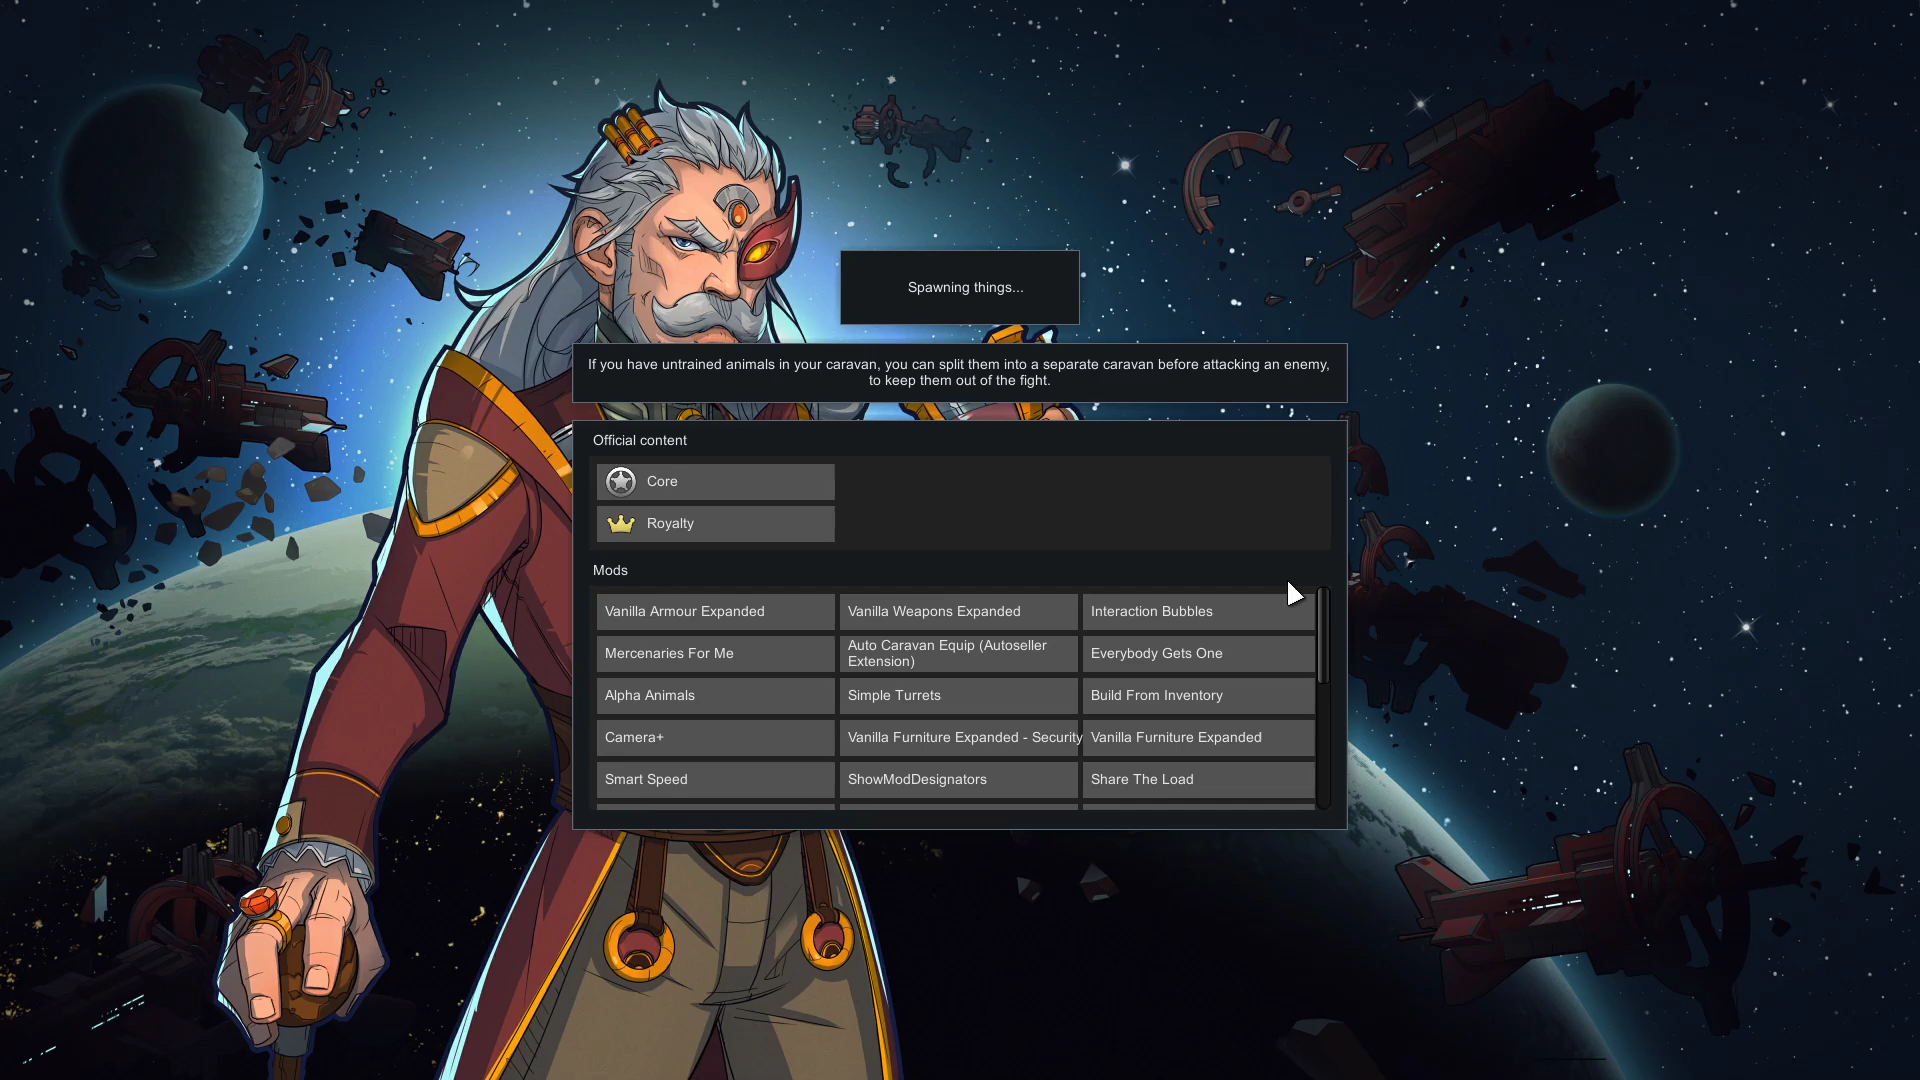 Spawning things...
If you have untrained animals in your caravan, you can split them into a separate caravan before attacking an enemy,
to keep them out of the fight.
Official content
Core
Royalty
Mods
Vanilla Armour Expanded
Vanilla Weapons Expanded
Interaction Bubbles
Mercenaries For Me
Auto Caravan Equip (Autoseller
Extension)
Everybody Gets One
Alpha Animals
Simple Turrets
Build From Inventory
Camera+
Vanilla Furniture Expanded - Security
Vanilla Furniture Expanded
Smart Speed
ShowModDesignators
Share The Load